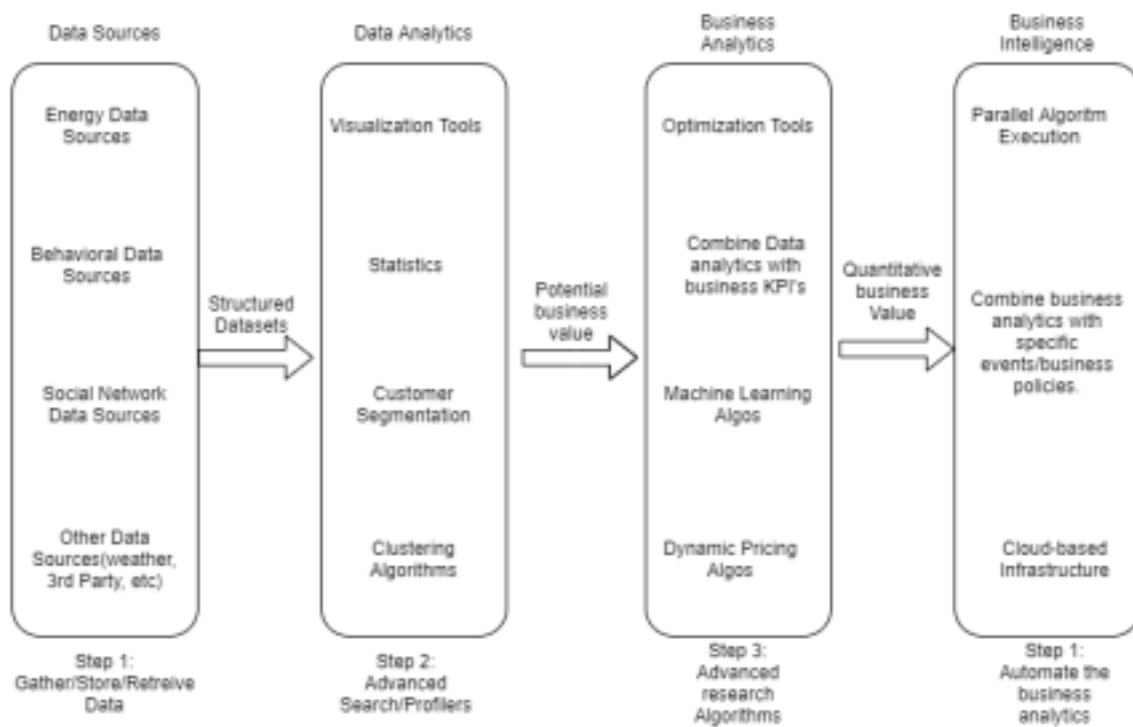 Data Sources
Energy Data
Sources
Behavioral Data
Sources
Social Network
Data Sources
Other Data
Sources(weather,
3rd Party, etc)
Step 1:
Gather/Store/Retreive
Data
Structured
Datasets
Data Analytics
Visualization Tools
Statistics
Customer
Segmentation
Clustering
Algorithms
Step 2:
Advanced
Search/Profilers
Potential
business
value
Business
Analytics
Optimization Tools
Combine Data
analytics with
business KPI's
Machine Learning
Algos
Dynamic Pricing
Algos
Step 3:
Advanced
research
Algorithms
Quantitative
business
Value
Business
Intelligence
Parallel Algoritm
Execution
Combine business
analytics with
specific
events/business
policies.
Cloud-based
Infrastructure
Step 1:
Automate the
business
analytics